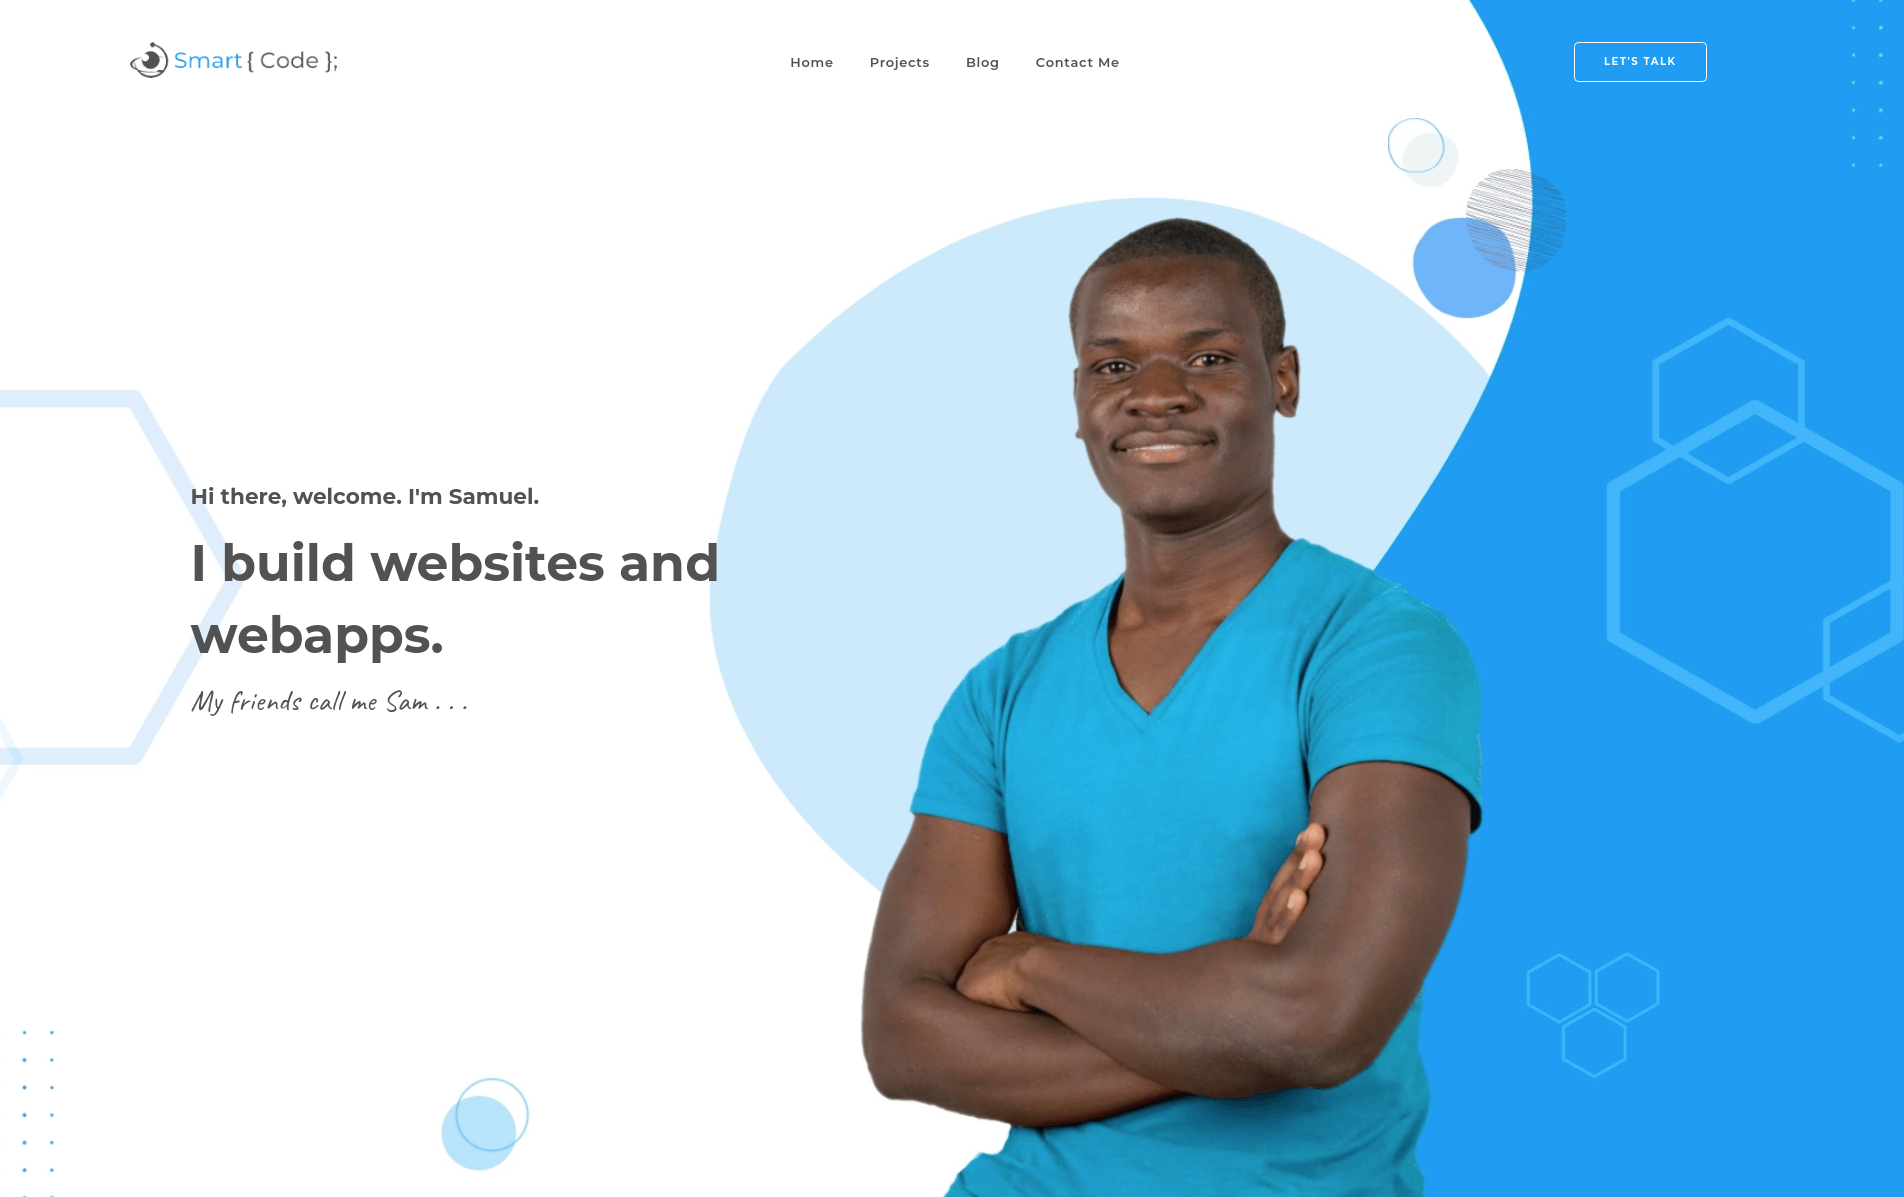 Smart { Code };
Home Projects Blog Contact Me
LET'S TALK
Hi there, welcome. I'm Samuel.
I build websites and
webapps.
My friends call me Sam . . .